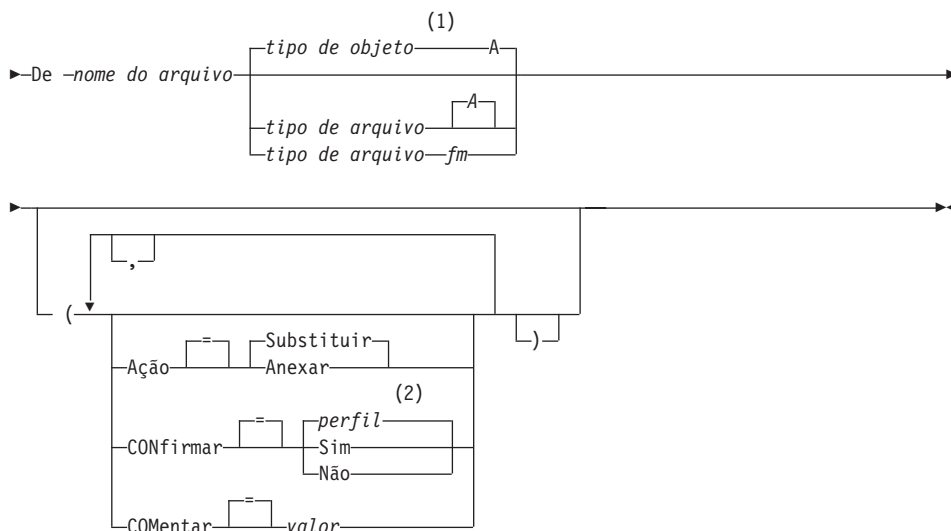 (1)
tipo de objeto A
De nome do arquivo
A
tipo de arquivo
tipo de arquivo fm
,
(
)
=
Substituir
Ação
Anexar
(2)
=
perfil
CONfirmar
Sim
Não
=
COMentar valor